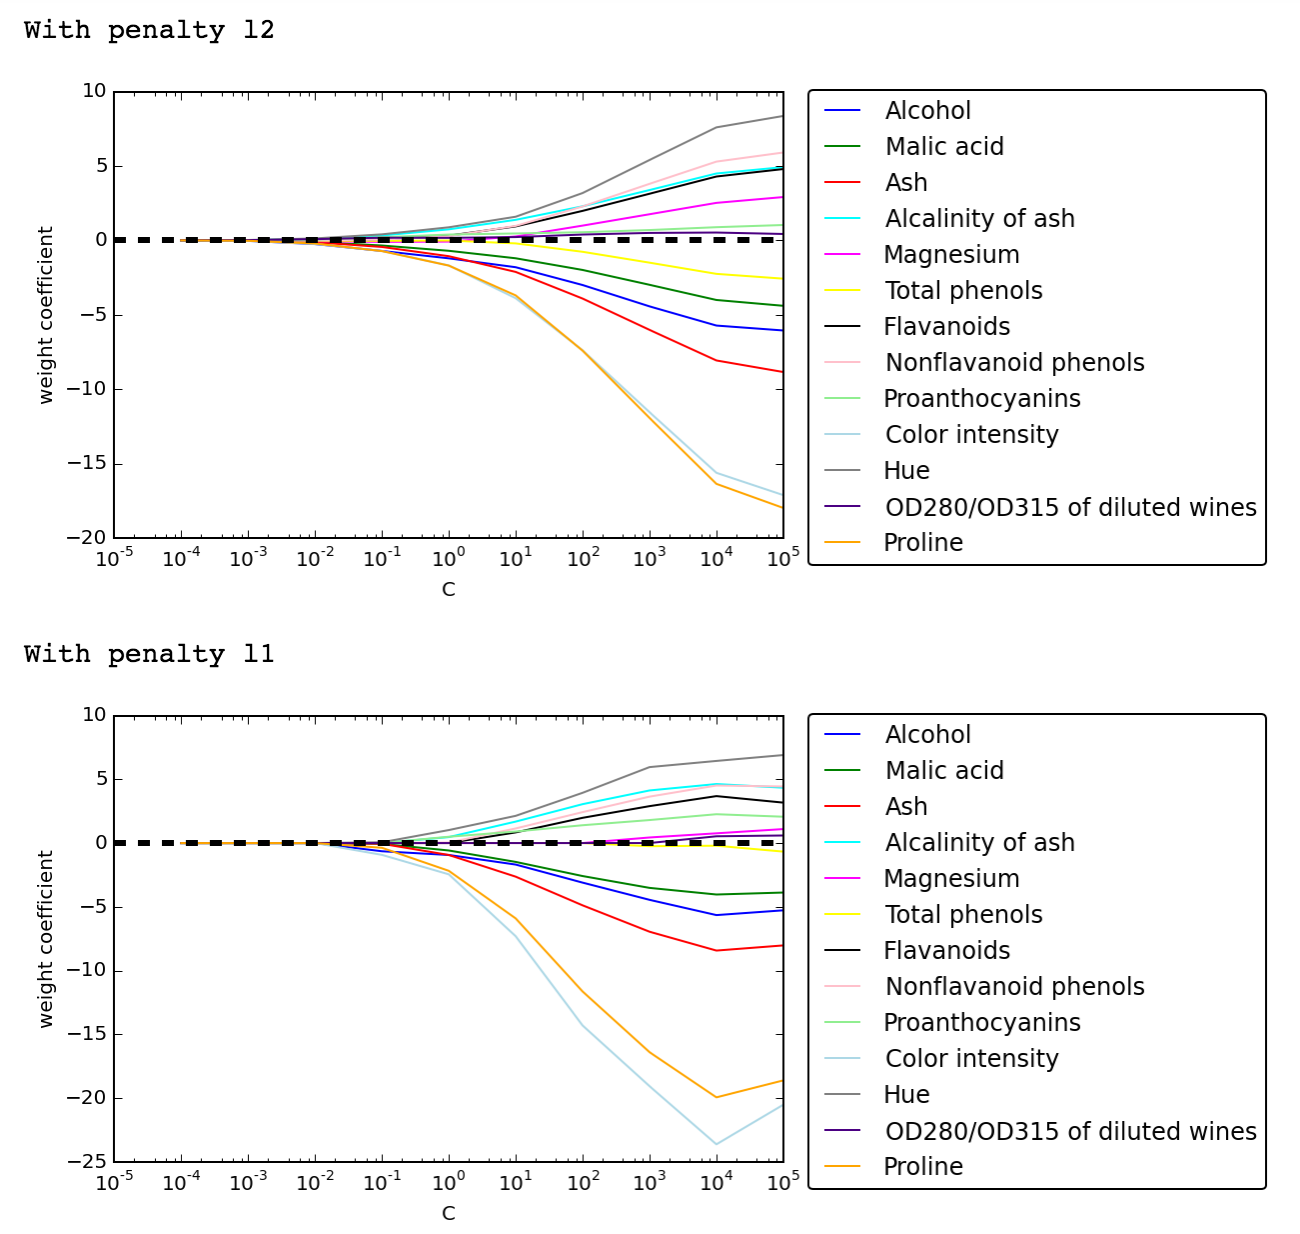 With penalty l2
10
5
0
−5
−10
−15
−20
weight coefficient
10⁻⁵ 10⁻⁴ 10⁻³ 10⁻² 10⁻¹ 10⁰ 10¹ 10² 10³ 10⁴ 10⁵
C
Alcohol
Malic acid
Ash
Alcalinity of ash
Magnesium
Total phenols
Flavanoids
Nonflavanoid phenols
Proanthocyanins
Color intensity
Hue
OD280/OD315 of diluted wines
Proline
With penalty l1
10
5
0
−5
−10
−15
−20
−25
weight coefficient
10⁻⁵ 10⁻⁴ 10⁻³ 10⁻² 10⁻¹ 10⁰ 10¹ 10² 10³ 10⁴ 10⁵
C
Alcohol
Malic acid
Ash
Alcalinity of ash
Magnesium
Total phenols
Flavanoids
Nonflavanoid phenols
Proanthocyanins
Color intensity
Hue
OD280/OD315 of diluted wines
Proline